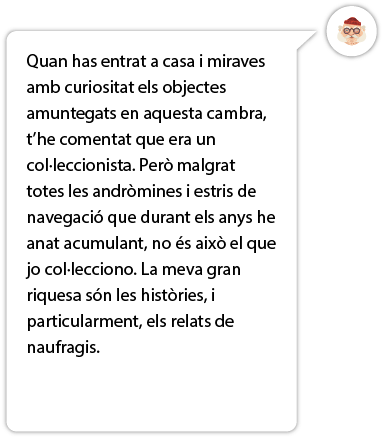 Quan has entrat a casa i miraves
amb curiositat els objectes
amuntegats en aquesta cambra,
t’he comentat que era un
col·leccionista. Però malgrat
totes les andròmines i estris de
navegació que durant els anys he
anat acumulant, no és això el que
jo col·lecciono. La meva gran
riquesa són les històries, i
particularment, els relats de
naufragis.